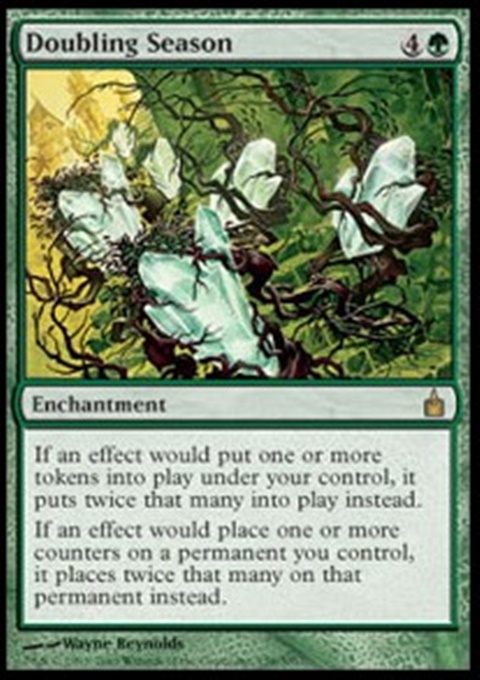 Doubling Season 4
Enchantment
If an effect would put one or more
tokens into play under your control, it
puts twice that many into play instead.
If an effect would place one or more
counters on a permanent you control,
it places twice that many on that
permanent instead.
Wayne Reynolds